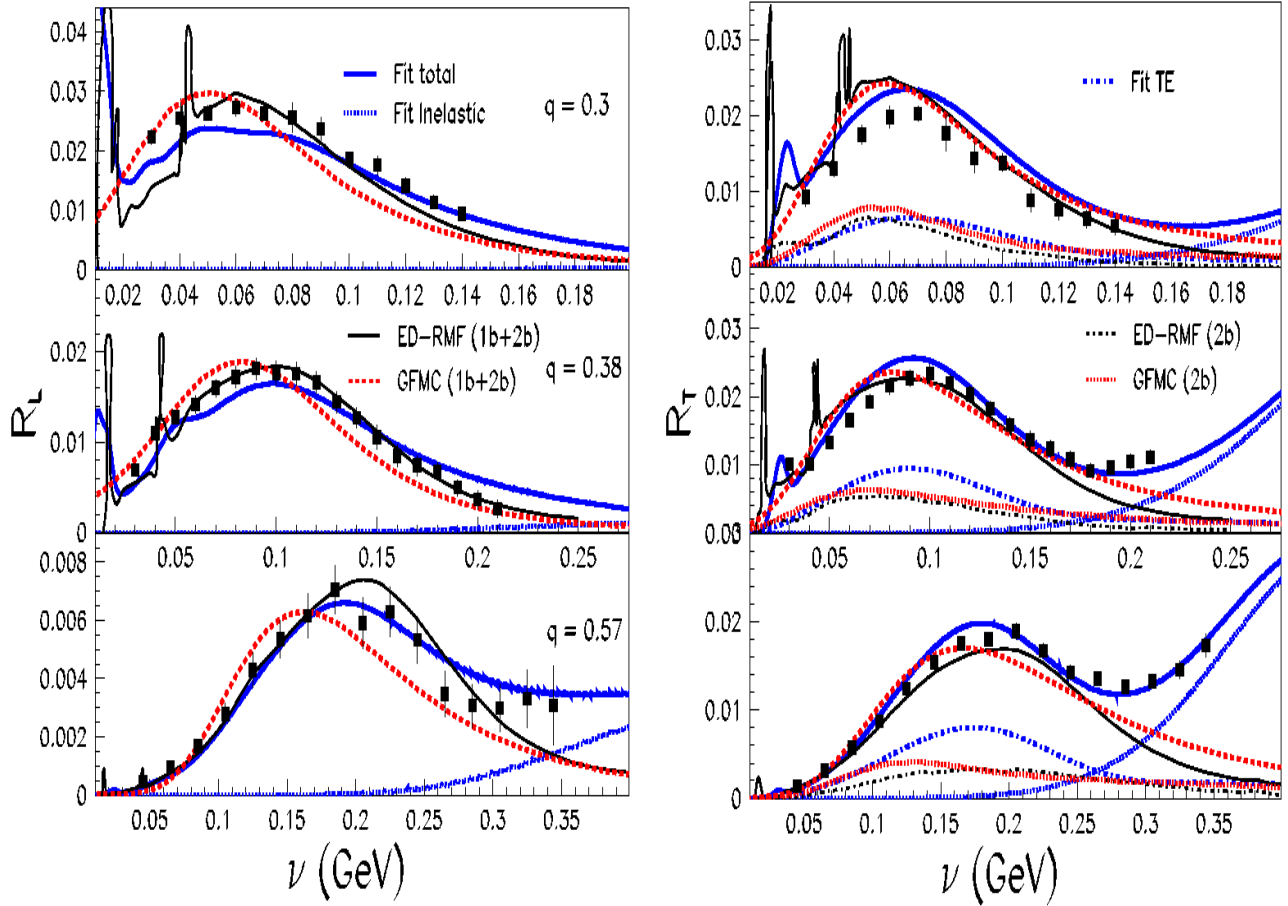 0.04
0.03
0.02
0.01
0
Fit total
Fit Inelastic
q = 0.3
0.02 0.04 0.06 0.08 0.1 0.12 0.14 0.16 0.18
0.02
0.01
0
ED-RMF (1b+2b)
GFMC (1b+2b)
q = 0.38
R_L
0.05 0.1 0.15 0.2 0.25
0.008
0.006
0.004
0.002
0
q = 0.57
0.05 0.1 0.15 0.2 0.25 0.3 0.35
ν (GeV)
0.03
0.02
0.01
0
Fit TE
0.02 0.04 0.06 0.08 0.1 0.12 0.14 0.16 0.18
0.03
0.02
0.01
ED-RMF (2b)
GFMC (2b)
R_T
0.05 0.1 0.15 0.2 0.25
0.02
0.01
0
0.05 0.1 0.15 0.2 0.25 0.3 0.35
ν (GeV)